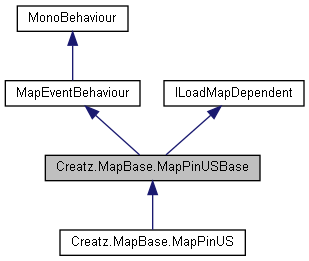 MonoBehaviour
MapEventBehaviour
ILoadMapDependent
Creatz.MapBase.MapPinUSBase
Creatz.MapBase.MapPinUS